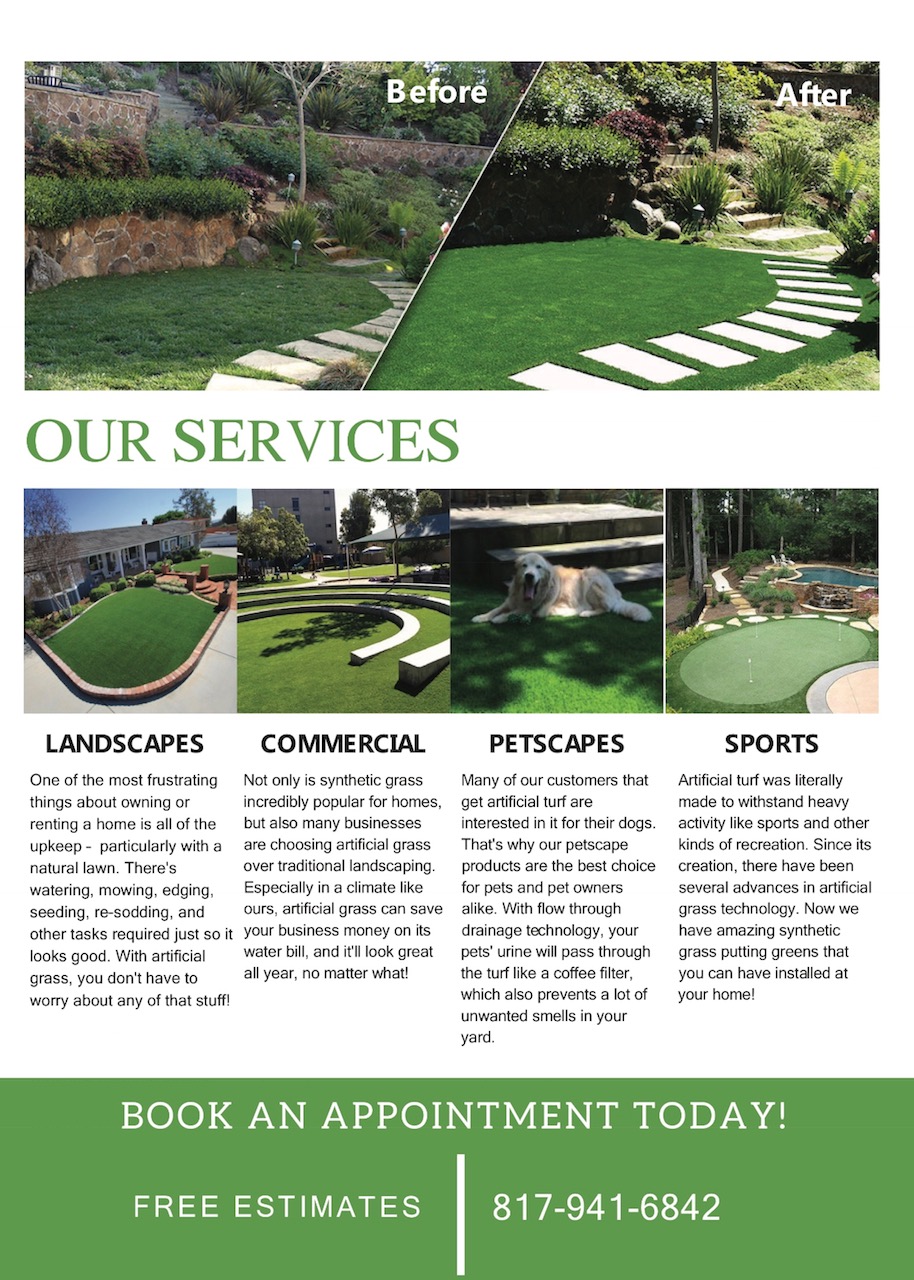 Before
After
OUR SERVICES
LANDSCAPES
One of the most frustrating
things about owning or
renting a home is all of the
upkeep - particularly with a
natural lawn. There's
watering, mowing, edging,
seeding, re-sodding, and
other tasks required just so it
looks good. With artificial
grass, you don't have to
worry about any of that stuff!
COMMERCIAL
Not only is synthetic grass
incredibly popular for homes,
but also many businesses
are choosing artificial grass
over traditional landscaping.
Especially in a climate like
ours, artificial grass can save
your business money on its
water bill, and it'll look great
all year, no matter what!
PETSCAPES
Many of our customers that
get artificial turf are
interested in it for their dogs.
That's why our petscape
products are the best choice
for pets and pet owners
alike. With flow through
drainage technology, your
pets' urine will pass through
the turf like a coffee filter,
which also prevents a lot of
unwanted smells in your
yard.
SPORTS
Artificial turf was literally
made to withstand heavy
activity like sports and other
kinds of recreation. Since its
creation, there have been
several advances in artificial
grass technology. Now we
have amazing synthetic
grass putting greens that
you can have installed at
your home!
BOOK AN APPOINTMENT TODAY!
FREE ESTIMATES
817-941-6842